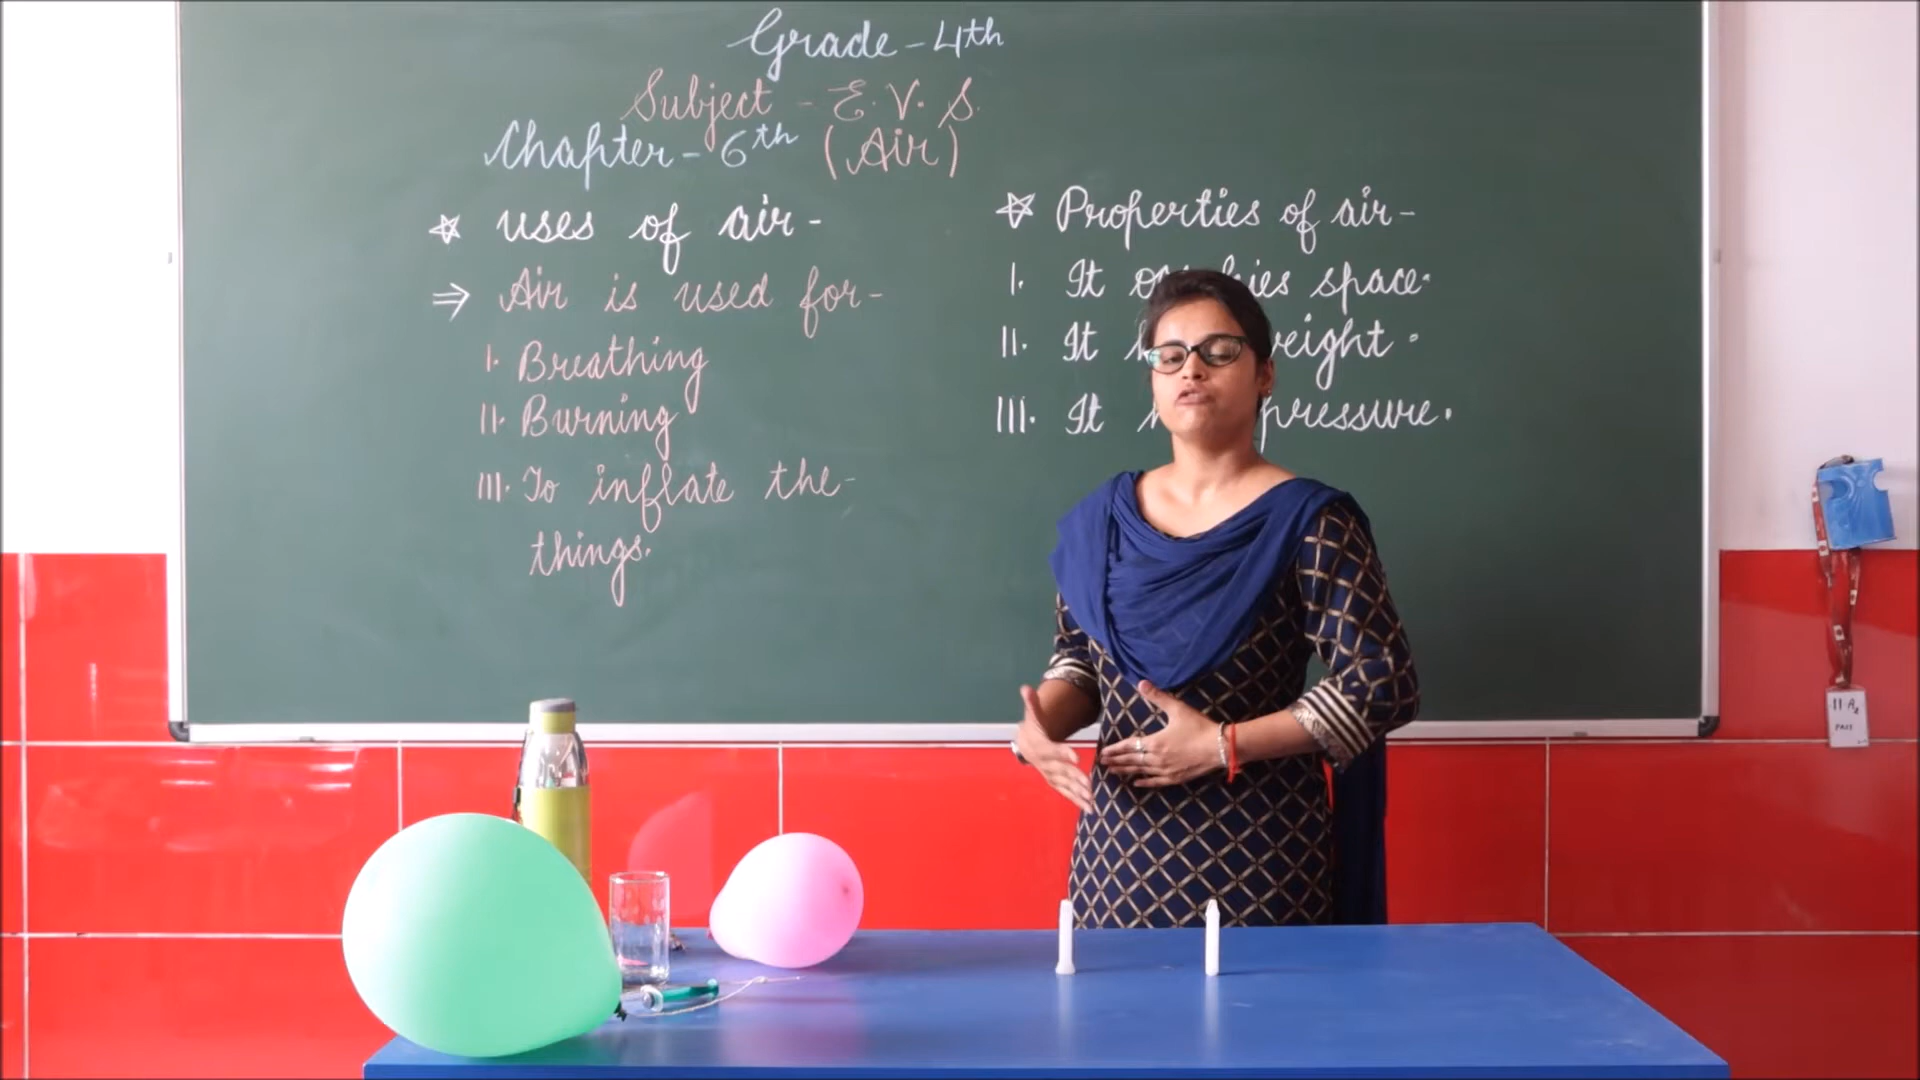 Grade - 4th
Subject - E.V.S.
Chapter - 6th (Air)
☆ uses of air -
⇒ Air is used for -
I. Breathing
II. Burning
III. To inflate the -
things.
☆ Properties of air -
I. It space.
II. It
III. It pressure.
PASS